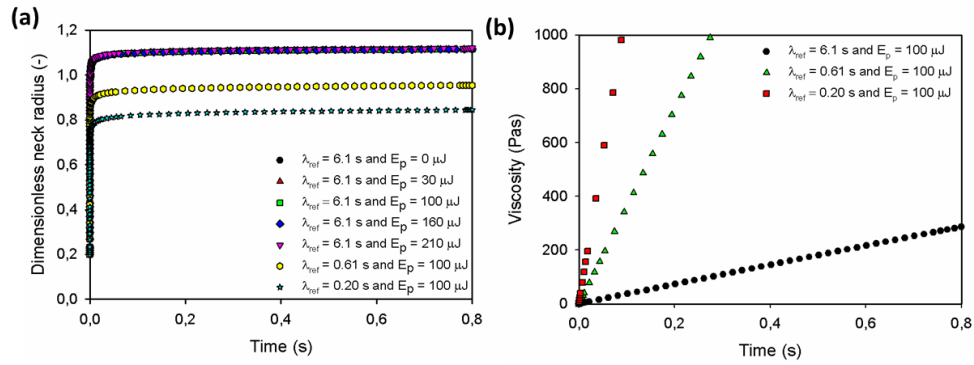 (a)
Dimensionless neck radius (-)
1,2
1,0
0,8
0,6
0,4
0,2
0,0
λref = 6.1 s and Ep = 0 μJ
λref = 6.1 s and Ep = 30 μJ
λref = 6.1 s and Ep = 100 μJ
λref = 6.1 s and Ep = 160 μJ
λref = 6.1 s and Ep = 210 μJ
λref = 0.61 s and Ep = 100 μJ
λref = 0.20 s and Ep = 100 μJ
0,0 0,2 0,4 0,6 0,8
Time (s)
(b)
Viscosity (Pas)
1000
800
600
400
200
0
λref = 6.1 s and Ep = 100 μJ
λref = 0.61 s and Ep = 100 μJ
λref = 0.20 s and Ep = 100 μJ
0,0 0,2 0,4 0,6 0,8
Time (s)